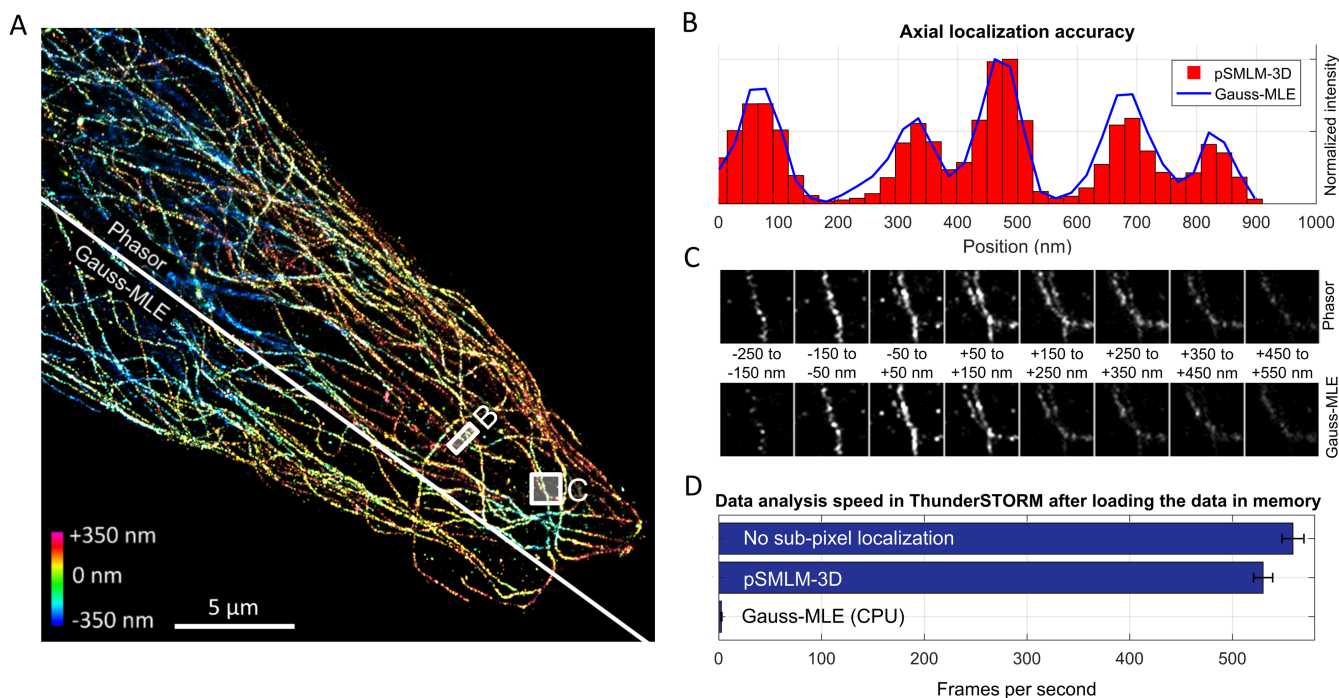 A
Phasor
Gauss-MLE
B
C
+350 nm
0 nm
-350 nm
5 µm
B
Axial localization accuracy
pSMLM-3D
Gauss-MLE
Normalized intensity
0 100 200 300 400 500 600 700 800 900 1000
Position (nm)
C
Phasor
-250 to -150 to -50 to +50 to +150 to +250 to +350 to +450 to
-150 nm -50 nm +50 nm +150 nm +250 nm +350 nm +450 nm +550 nm
Gauss-MLE
D
Data analysis speed in ThunderSTORM after loading the data in memory
No sub-pixel localization
pSMLM-3D
Gauss-MLE (CPU)
0 100 200 300 400 500
Frames per second